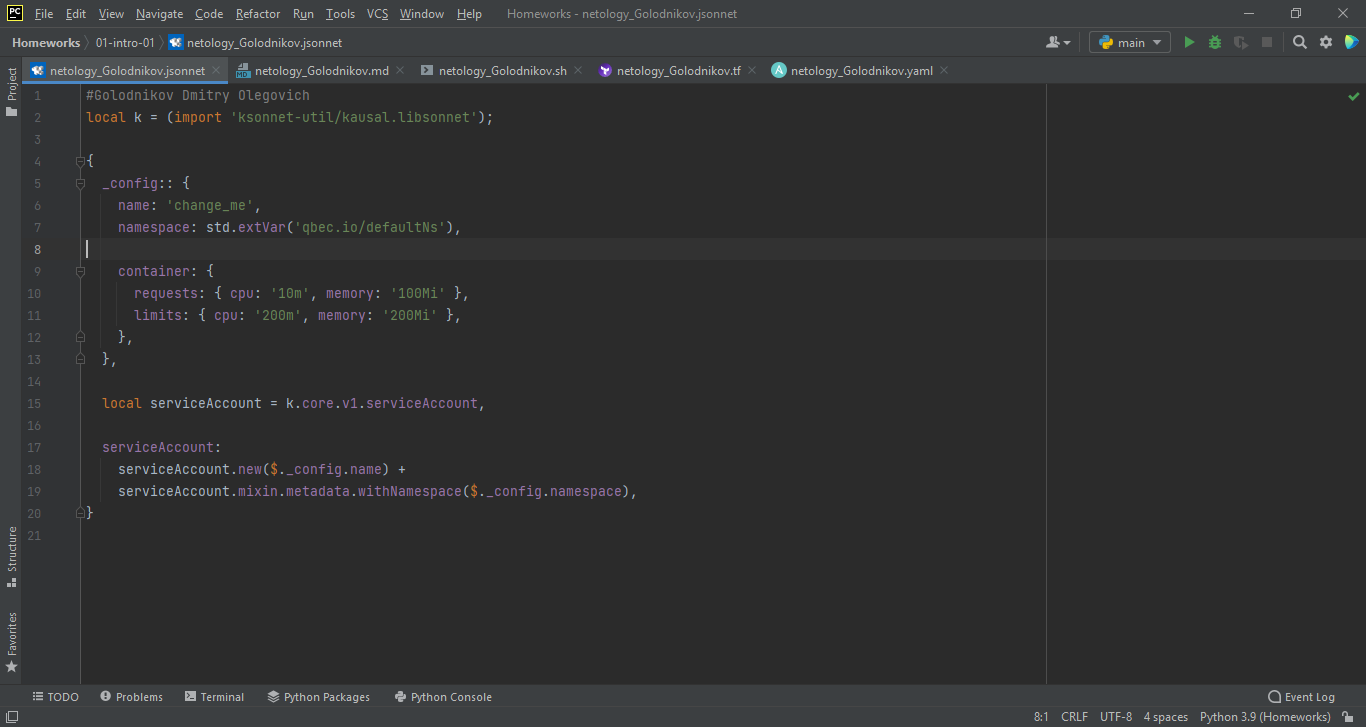 PC File Edit View Navigate Code Refactor Run Tools VCS Window Help Homeworks - netology_Golodnikov.jsonnet
Homeworks 01-intro-01 netology_Golodnikov.jsonnet main
netology_Golodnikov.jsonnet netology_Golodnikov.md netology_Golodnikov.sh netology_Golodnikov.tf netology_Golodnikov.yaml
Project
1 #Golodnikov Dmitry Olegovich
2 local k = (import 'ksonnet-util/kausal.libsonnet');
3
4 {
5 _config:: {
6 name: 'change_me',
7 namespace: std.extVar('qbec.io/defaultNs'),
8
9 container: {
10 requests: { cpu: '10m', memory: '100Mi' },
11 limits: { cpu: '200m', memory: '200Mi' },
12 },
13 },
14
15 local serviceAccount = k.core.v1.serviceAccount,
16
17 serviceAccount:
18 serviceAccount.new($._config.name) +
19 serviceAccount.mixin.metadata.withNamespace($._config.namespace),
20 }
21
Structure
Favorites
TODO Problems Terminal Python Packages Python Console Event Log
8:1 CRLF UTF-8 4 spaces Python 3.9 (Homeworks)